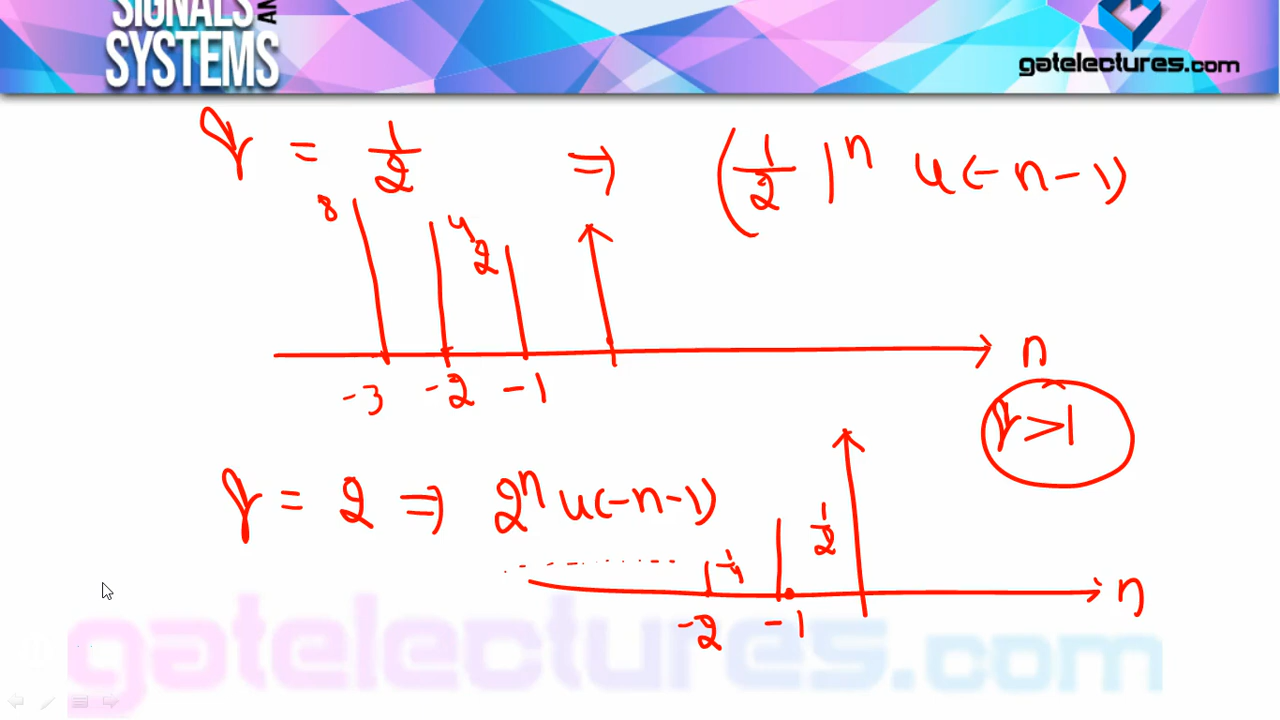 SIGNALS AND
SYSTEMS
gatelectures.com
r = 1/2 ⇒ (1/2)^n u(-n-1)
8 4 2
-3 -2 -1 n
r>1
r = 2 ⇒ 2^n u(-n-1)
1/4 1/2
-2 -1 n
gatelectures.com